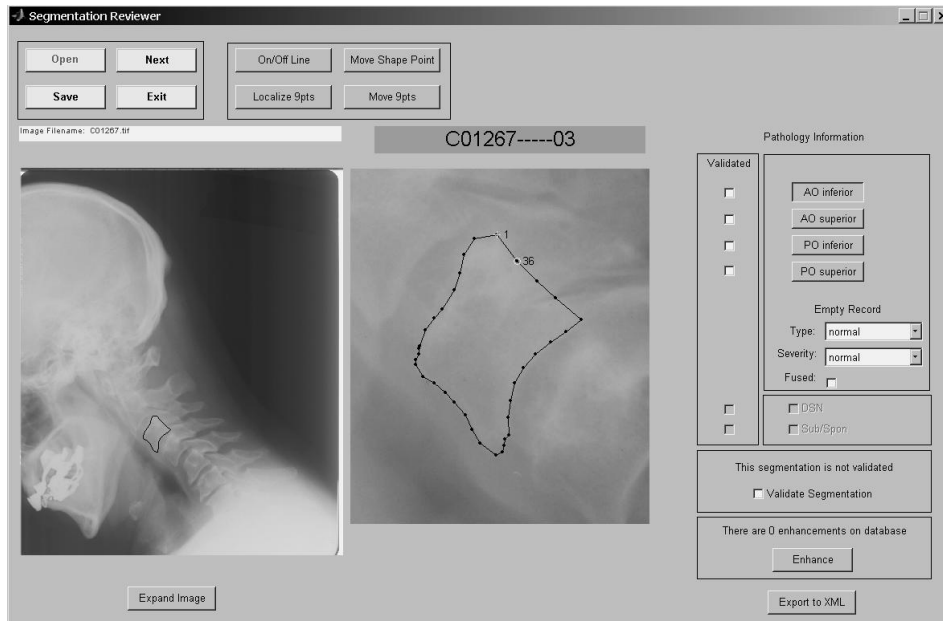 Segmentation Reviewer
Open
Next
On/Off Line
Move Shape Point
Save
Exit
Localize 9pts
Move 9pts
Image Filename: C01267.tif
C01267-----03
Pathology Information
Validated
AO inferior
AO superior
PO inferior
PO superior
1
36
Empty Record
Type: normal
Severity: normal
Fused:
DSN
Sub/Spon
This segmentation is not validated
Validate Segmentation
There are 0 enhancements on database
Enhance
Expand Image
Export to XML